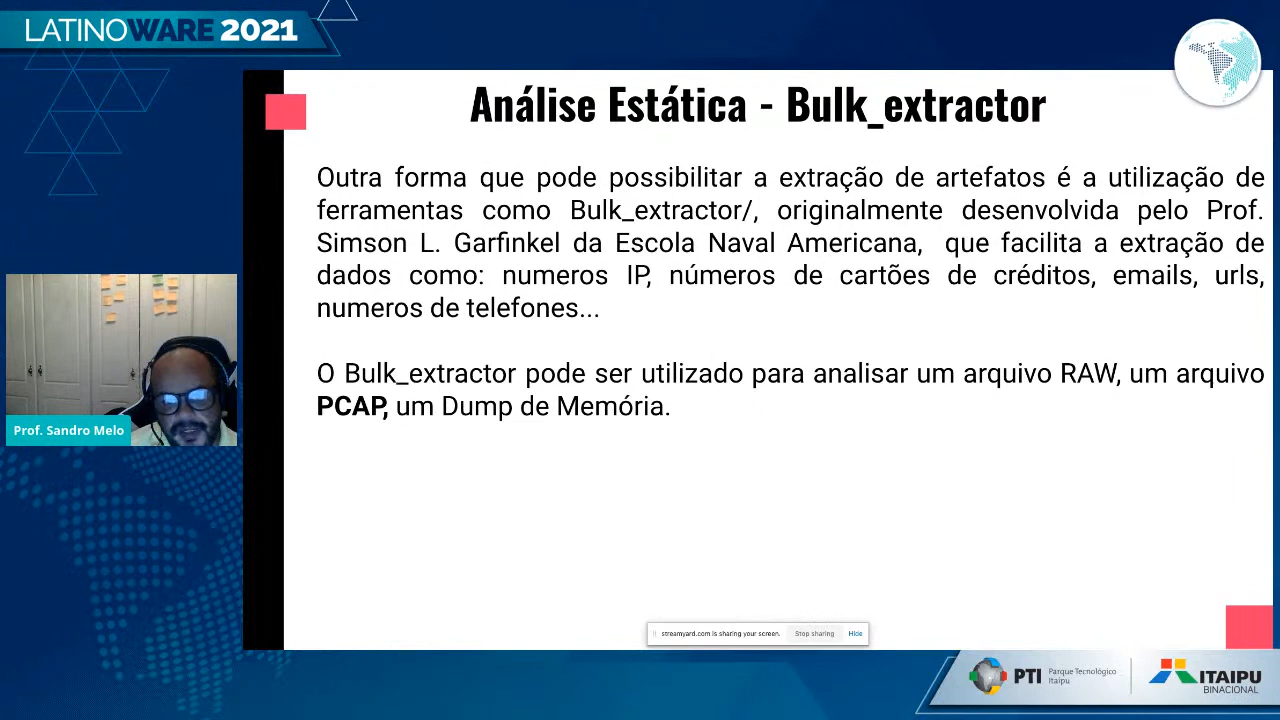 LATINOWARE 2021
Análise Estática - Bulk_extractor
Outra forma que pode possibilitar a extração de artefatos é a utilização de
ferramentas como Bulk_extractor/, originalmente desenvolvida pelo Prof.
Simson L. Garfinkel da Escola Naval Americana, que facilita a extração de
dados como: numeros IP, números de cartões de créditos, emails, urls,
numeros de telefones...
O Bulk_extractor pode ser utilizado para analisar um arquivo RAW, um arquivo
PCAP, um Dump de Memória.
Prof. Sandro Melo
streamyard.com is sharing your screen. Stop sharing Hide
PTI Parque Tecnológico
Itaipu
ITAIPU
BINACIONAL